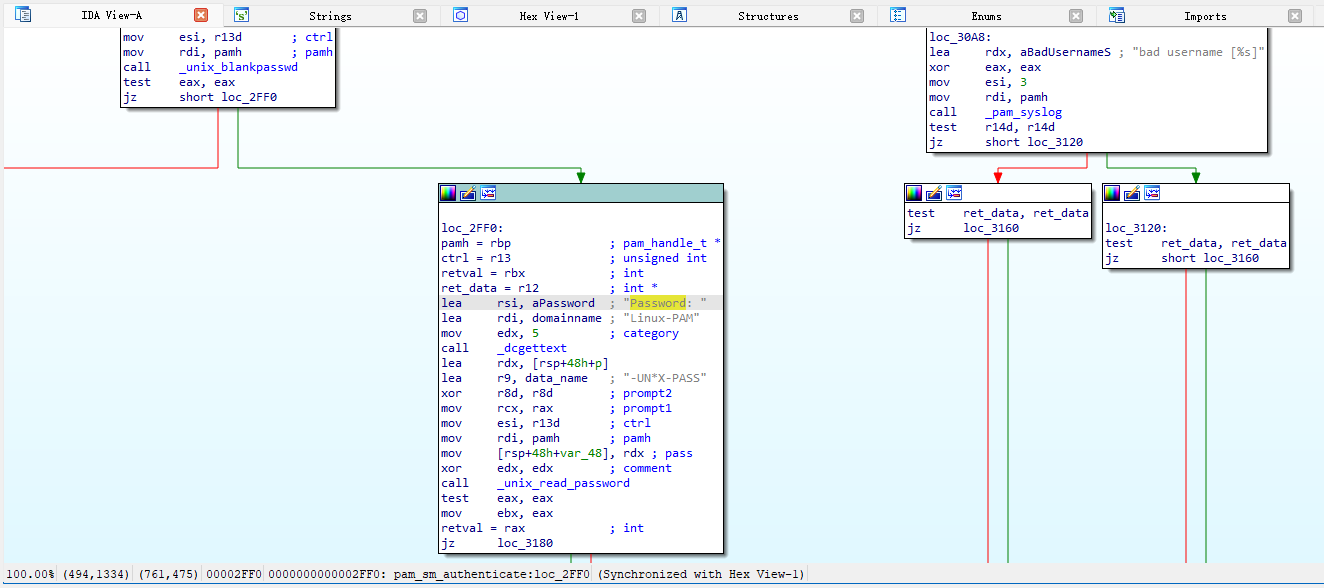 IDA View-A Strings Hex View-1 Structures Enums Imports
mov esi, r13d ; ctrl
mov rdi, pamh ; pamh
call _unix_blankpasswd
test eax, eax
jz short loc_2FF0
loc_30A8:
lea rdx, aBadUsernameS ; "bad username [%s]"
xor eax, eax
mov esi, 3
mov rdi, pamh
call _pam_syslog
test r14d, r14d
jz short loc_3120
loc_2FF0:
pamh = rbp ; pam_handle_t *
ctrl = r13 ; unsigned int
retval = rbx ; int
ret_data = r12 ; int *
lea rsi, aPassword ; "Password: "
lea rdi, domainname ; "Linux-PAM"
mov edx, 5 ; category
call _dcgettext
lea rdx, [rsp+48h+p]
lea r9, data_name ; "-UN*X-PASS"
xor r8d, r8d ; prompt2
mov rcx, rax ; prompt1
mov esi, r13d ; ctrl
mov rdi, pamh ; pamh
mov [rsp+48h+var_48], rdx ; pass
xor edx, edx ; comment
call _unix_read_password
test eax, eax
mov ebx, eax
retval = rax ; int
jz loc_3180
test ret_data, ret_data
jz loc_3160
loc_3120:
test ret_data, ret_data
jz short loc_3160
100.00% (494,1334) (761,475) 00002FF0 0000000000002FF0: pam_sm_authenticate:loc_2FF0 (Synchronized with Hex View-1)